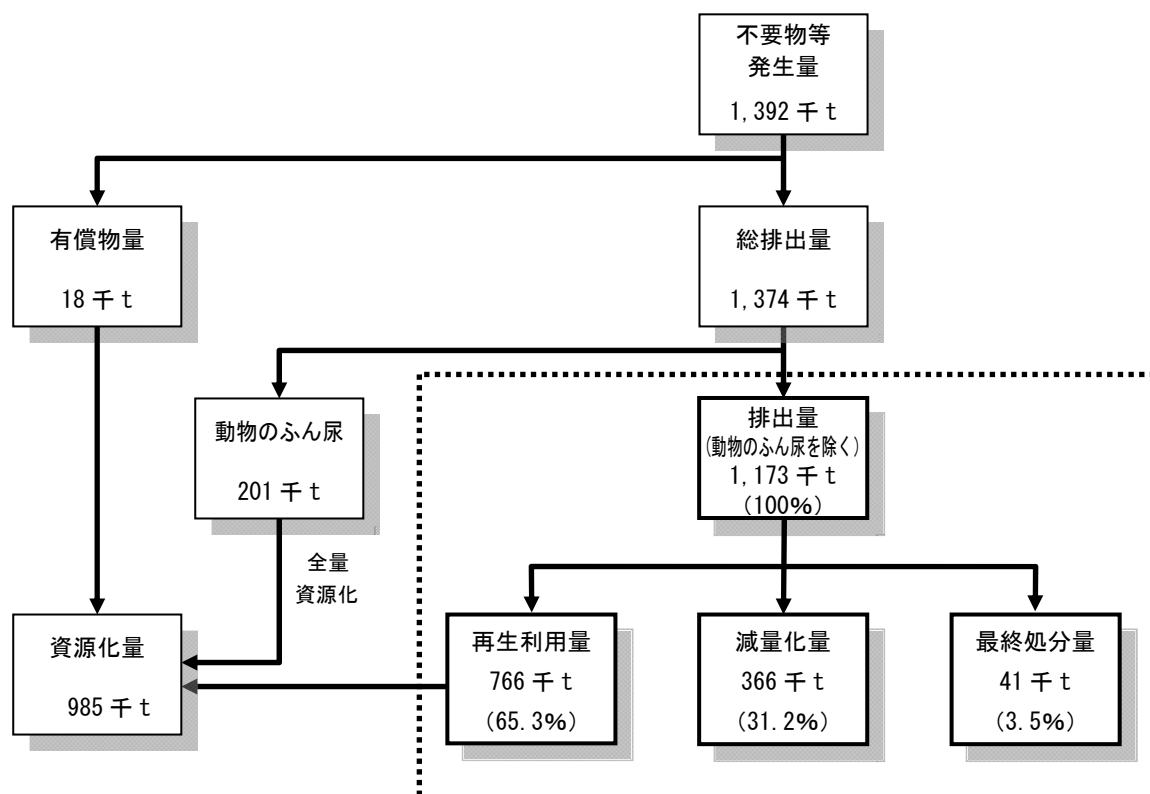 不要物等
発生量
1,392 千 t
有償物量
18 千 t
総排出量
1,374 千 t
動物のふん尿
201 千 t
排出量
(動物のふん尿を除く)
1,173 千 t
(100%)
全量
資源化
資源化量
985 千 t
再生利用量
766 千 t
(65.3%)
減量化量
366 千 t
(31.2%)
最終処分量
41 千 t
(3.5%)